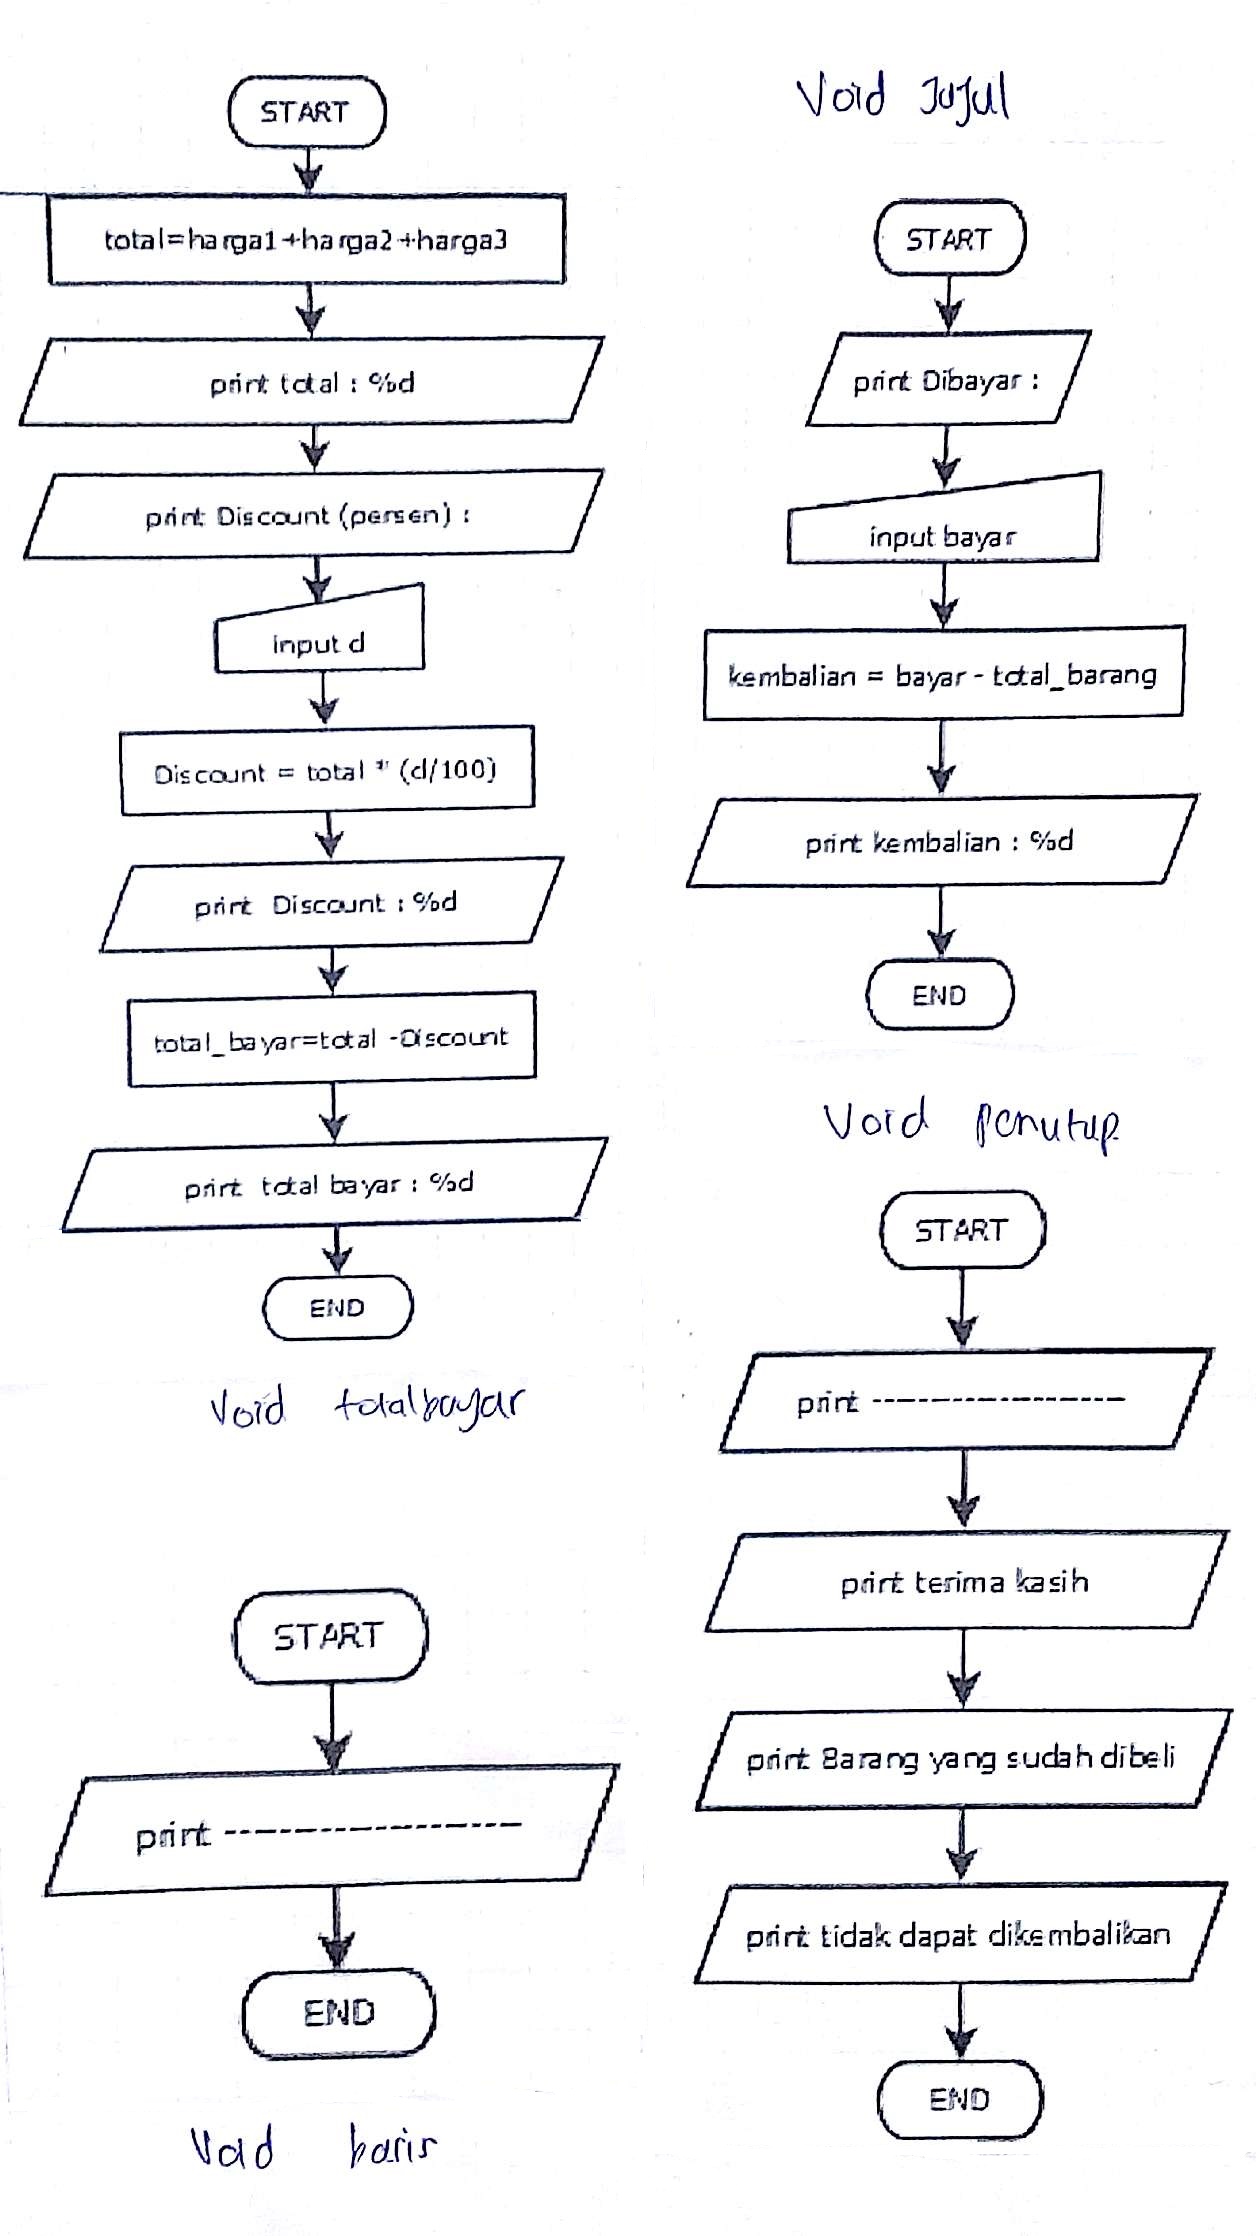 START
total=harga1+harga2+harga3
print total : %d
print Discount (persen) :
input d
Discount = total * (d/100)
print Discount : %d
total_bayar=total -Discount
print total bayar : %d
END
Void totalbayar
START
print ---------------------
END
Void baris
Void Jujul
START
print Dibayar :
input bayar
kembalian = bayar - total_barang
print kembalian : %d
END
Void penutup
START
print ---------------------
print terima kasih
print Barang yang sudah dibeli
print tidak dapat dikembalikan
END